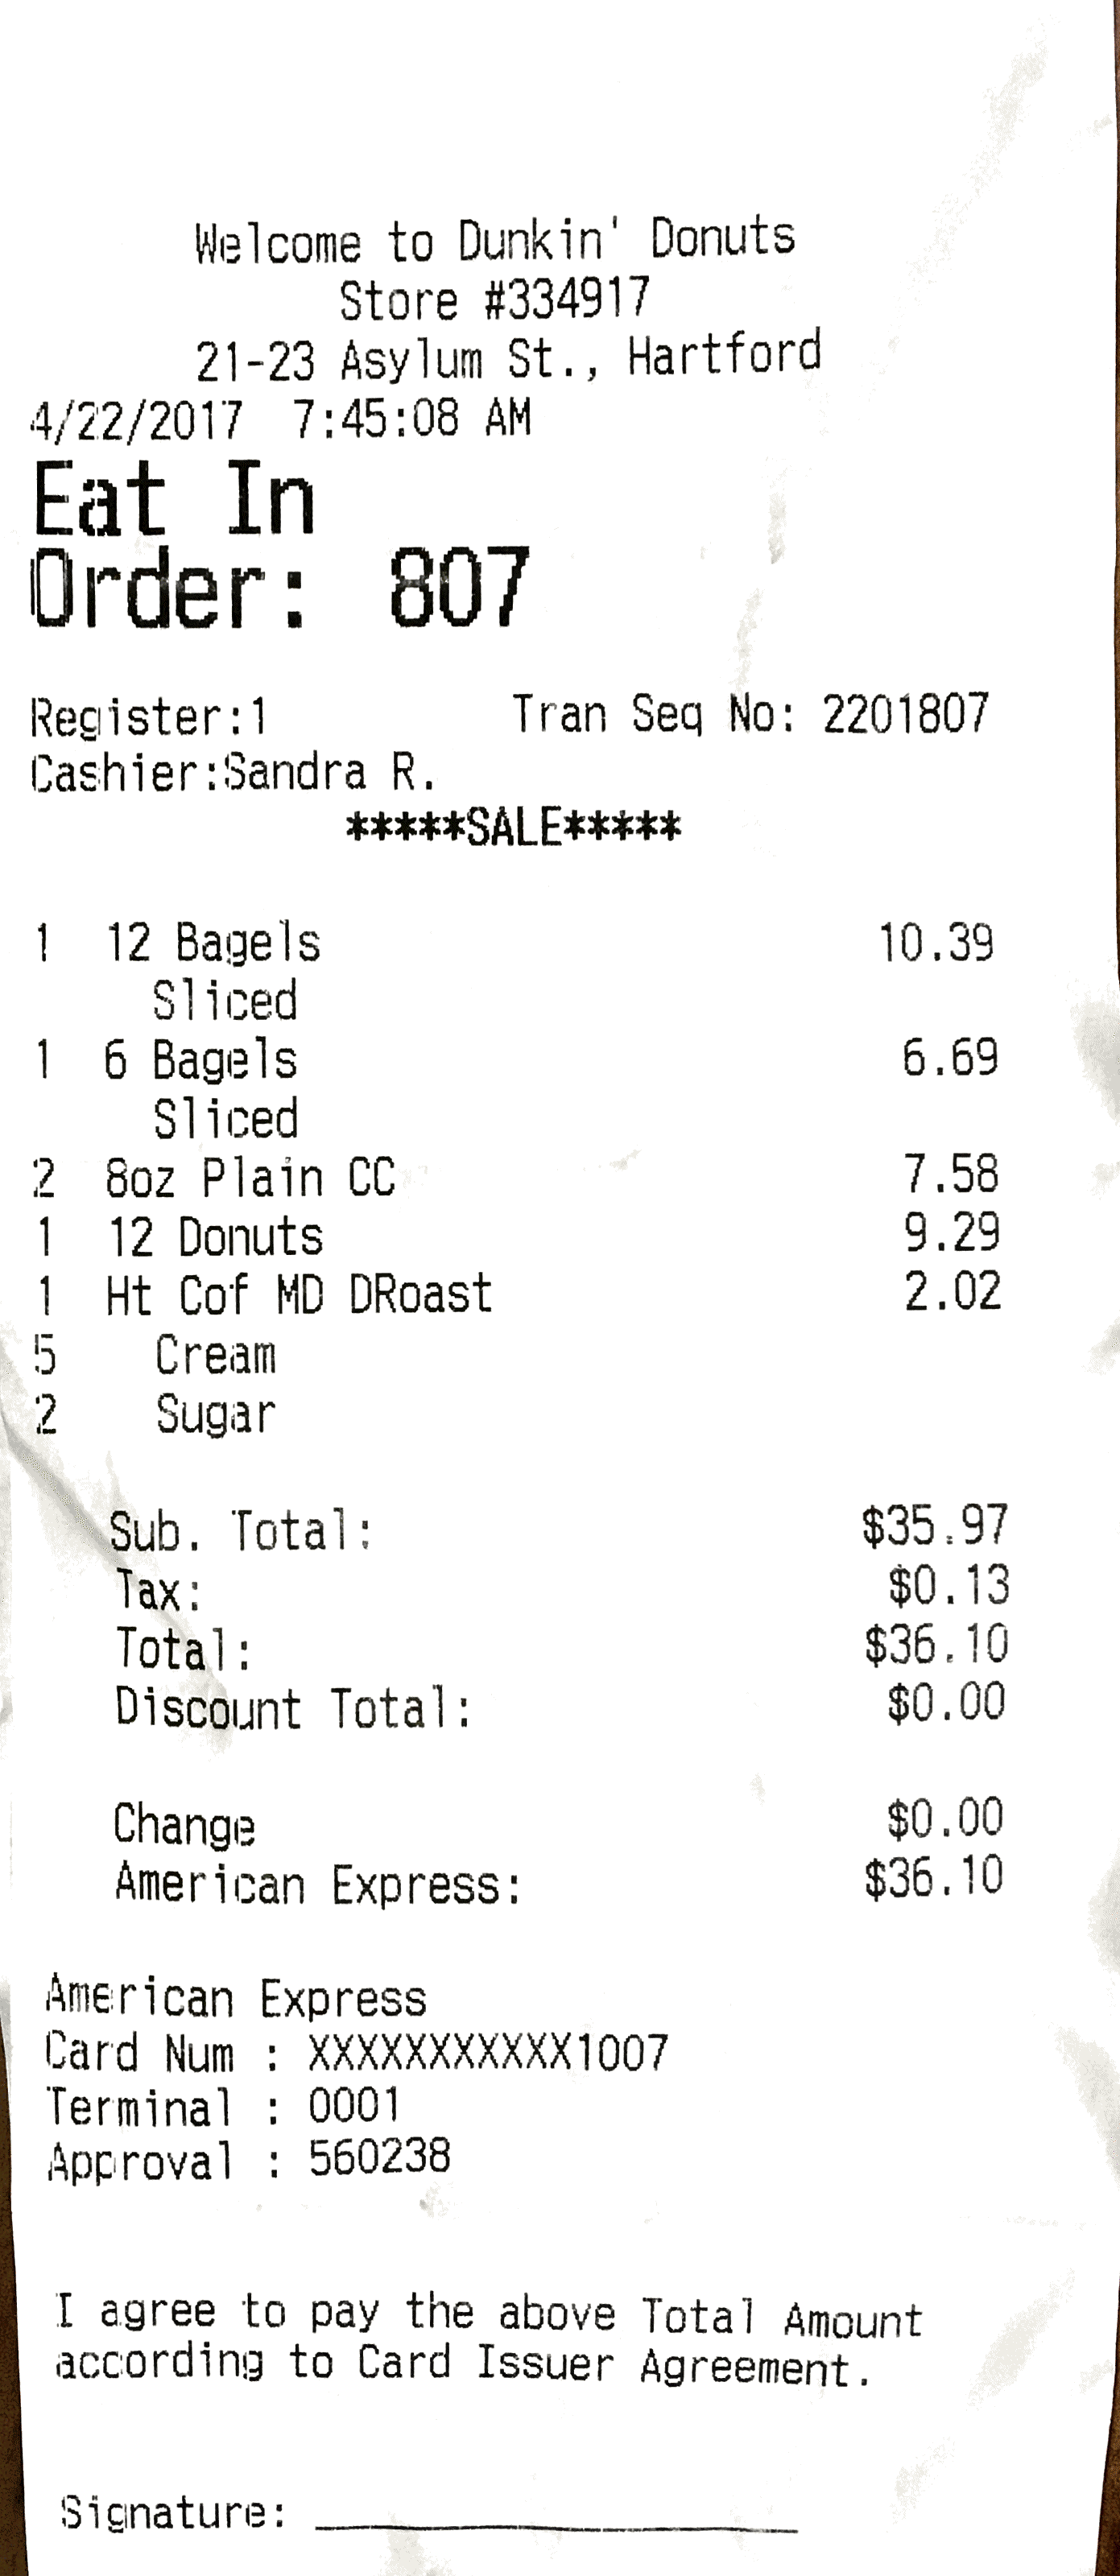 Welcome to Dunkin' Donuts
Store #334917
21-23 Asylum St., Hartford
4/22/2017 7:45:08 AM
Eat In
Order: 807
Register:1 Tran Seq No: 2201807
Cashier:Sandra R.
*****SALE*****
1 12 Bagels 10.39
Sliced
1 6 Bagels 6.69
Sliced
2 8oz Plain CC 7.58
1 12 Donuts 9.29
1 Ht Cof MD DRoast 2.02
5 Cream
2 Sugar
Sub. Total: $35.97
Tax: $0.13
Total: $36.10
Discount Total: $0.00
Change $0.00
American Express: $36.10
American Express
Card Num : XXXXXXXXXXX1007
Terminal : 0001
Approval : 560238
I agree to pay the above Total Amount
according to Card Issuer Agreement.
Signature: ____________________